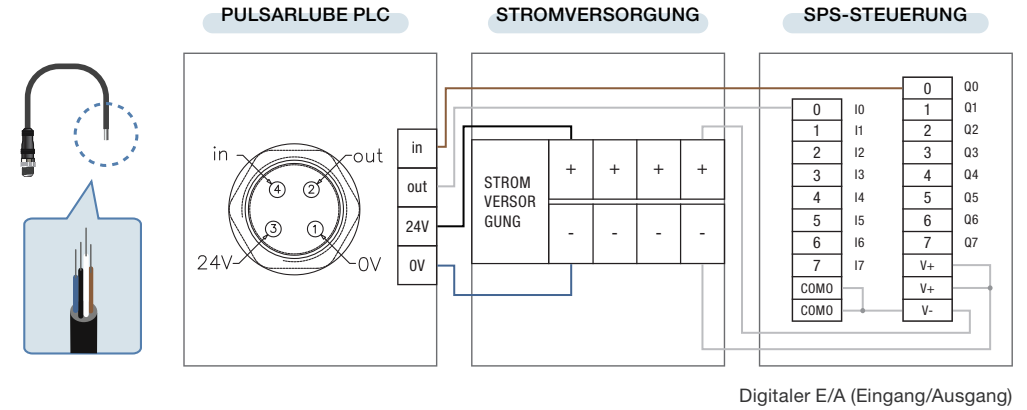 PULSARLUBE PLC
STROMVERSORGUNG
SPS-STEUERUNG
in
out
24V
0V
4
2
3
1
in
out
24V
0V
STROM
VERSOR
GUNG
+ + + +
- - - -
0 I0
1 I1
2 I2
3 I3
4 I4
5 I5
6 I6
7 I7
COM0
COM0
0 Q0
1 Q1
2 Q2
3 Q3
4 Q4
5 Q5
6 Q6
7 Q7
V+
V+
V-
Digitaler E/A (Eingang/Ausgang)